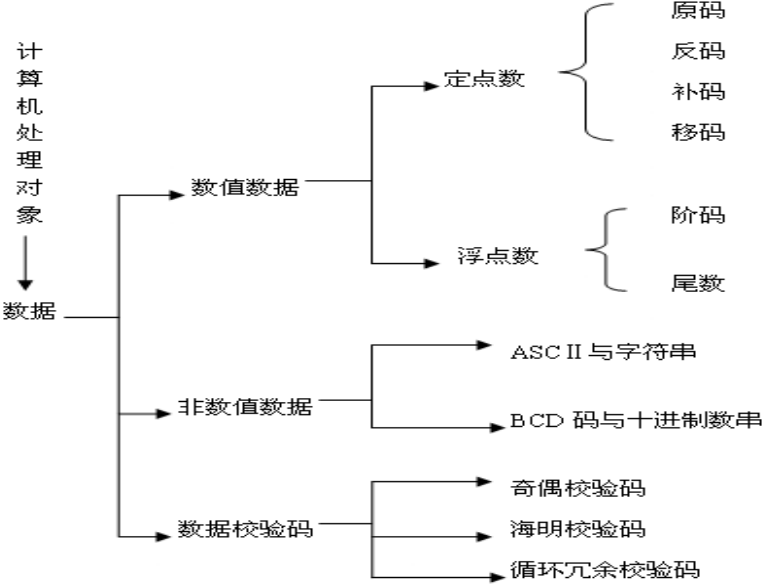 计算机处理对象
数据
数值数据
定点数
原码
反码
补码
移码
浮点数
阶码
尾数
非数值数据
ASCⅡ与字符串
BCD 码与十进制数串
数据校验码
奇偶校验码
海明校验码
循环冗余校验码